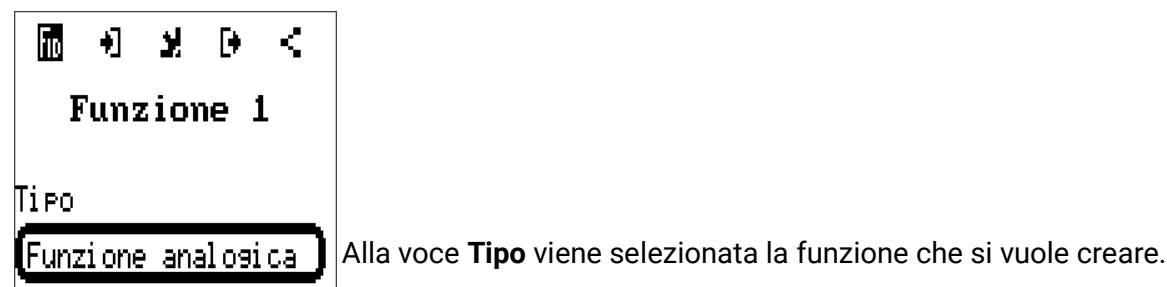 Funzione 1
Tipo
Funzione analogica
Alla voce Tipo viene selezionata la funzione che si vuole creare.